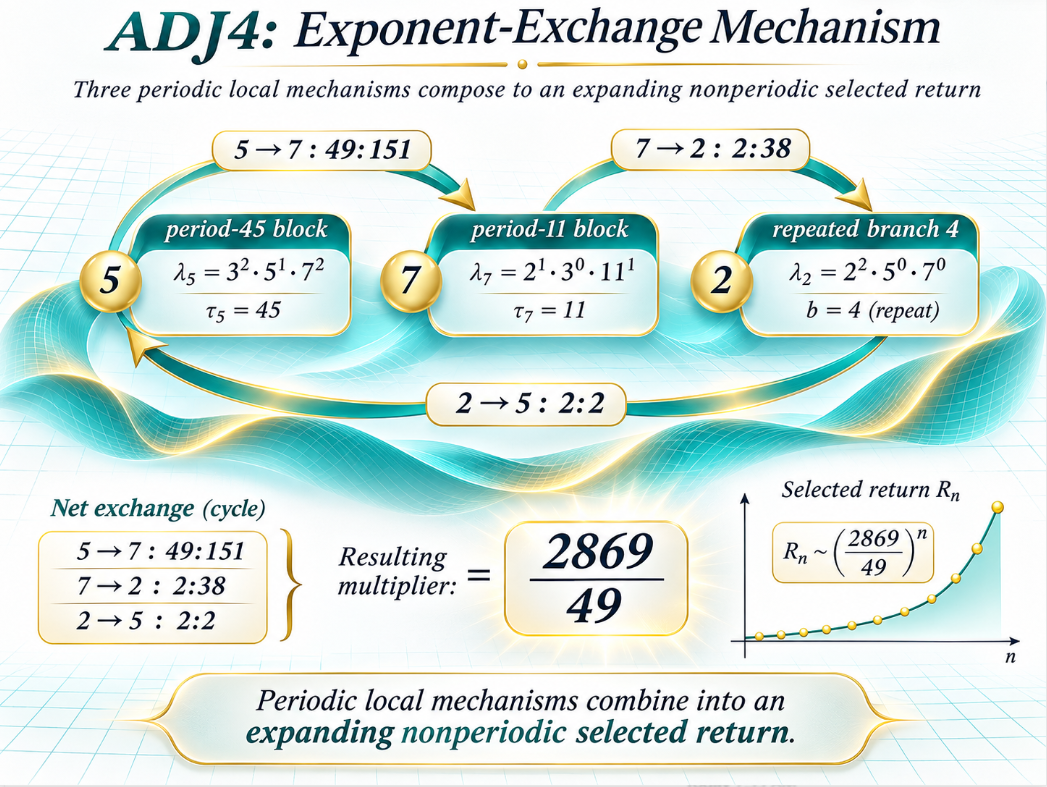 ADJ4: Exponent-Exchange Mechanism
Three periodic local mechanisms compose to an expanding nonperiodic selected return
5 → 7 : 49:151
7 → 2 : 2:38
5
period-45 block
λ₅ = 3²·5¹·7²
τ₅ = 45
7
period-11 block
λ₇ = 2¹·3⁰·11¹
τ₇ = 11
2
repeated branch 4
λ₂ = 2²·5⁰·7⁰
b = 4 (repeat)
2 → 5 : 2:2
Net exchange (cycle)
5 → 7 : 49:151
7 → 2 : 2:38
2 → 5 : 2:2
Resulting
multiplier: =
2869
49
Selected return Rₙ
Rₙ ~ (2869/49)ⁿ
n
Periodic local mechanisms combine into an
expanding nonperiodic selected return.